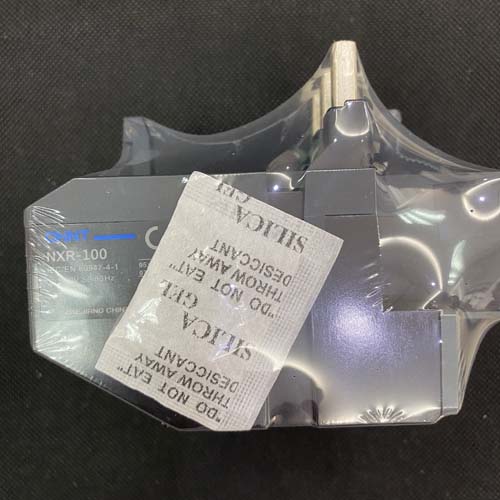 CHNT
NXR-100
EN 60947-4-1
SILICA
GEL
"DO NOT EAT"
THROW AWAY
DESICCANT
SILICA
GEL
"DO NOT EAT"
THROW AWAY
DESICCANT